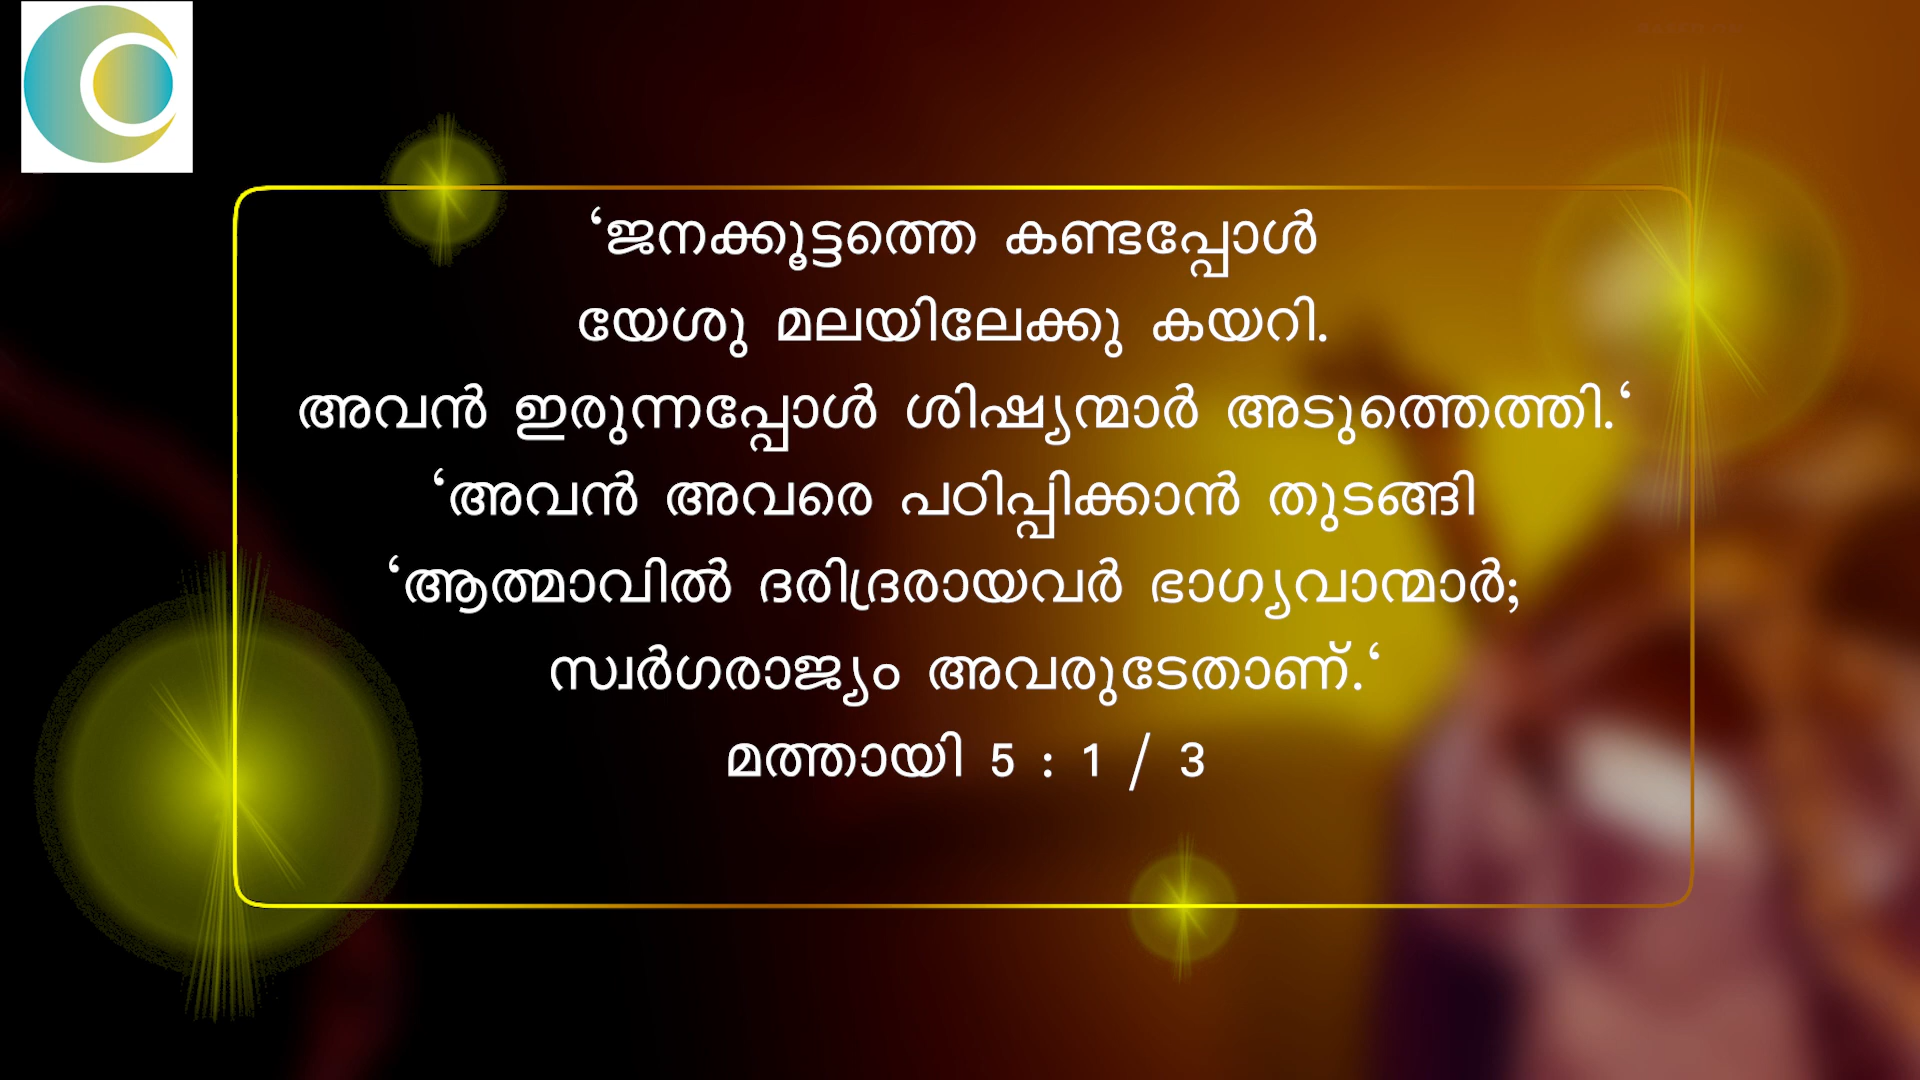 ‘ജനക്കൂട്ടത്തെ കണ്ടപ്പോൾ
യേശു മലയിലേക്കു കയറി.
അവൻ ഇരുന്നപ്പോൾ ശിഷ്യന്മാർ അടുത്തെത്തി.‘
‘അവൻ അവരെ പഠിപ്പിക്കാൻ തുടങ്ങി
‘ആത്മാവിൽ ദരിദ്രരായവർ ഭാഗ്യവാന്മാർ;
സ്വർഗരാജ്യം അവരുടേതാണ്.‘
മത്തായി 5 : 1 / 3